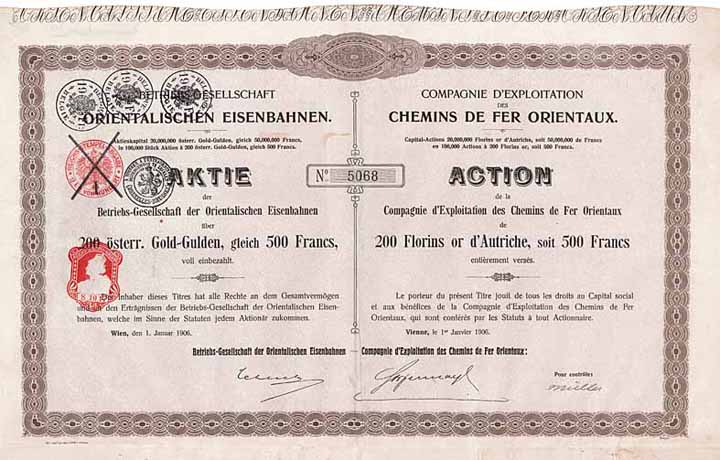 BETRIEBS GESELLSCHAFT
DER
ORIENTALISCHEN EISENBAHNEN.
Aktienkapital 20,000,000 österr. Gold-Gulden, gleich 50,000,000 Francs,
in 100,000 Stück Aktien à 200 österr. Gold-Gulden, gleich 500 Francs.
AKTIE
der
Betriebs-Gesellschaft der Orientalischen Eisenbahnen
über
200 österr. Gold-Gulden, gleich 500 Francs,
voll einbezahlt.
Der Inhaber dieses Titres hat alle Rechte an dem Gesamtvermögen
und an den Erträgnissen der Betriebs-Gesellschaft der Orientalischen Eisen-
bahnen, welche im Sinne der Statuten jedem Aktionär zukommen.
Wien, den 1. Januar 1906.
Betriebs-Gesellschaft der Orientalischen Eisenbahnen
Nº 5068
COMPAGNIE D'EXPLOITATION
DES
CHEMINS DE FER ORIENTAUX.
Capital-Actions 20,000,000 Florins or d'Autriche, soit 50,000,000 Francs,
en 100,000 Actions à 200 Florins or, soit 500 Francs.
ACTION
de la
Compagnie d'Exploitation des Chemins de Fer Orientaux
de
200 Florins or d'Autriche, soit 500 Francs
entièrement versés.
Le porteur du présent Titre jouit de tous les droits au Capital social
et aux bénéfices de la Compagnie d'Exploitation des Chemins de Fer
Orientaux, qui sont conférés par les Statuts à tout Actionnaire.
Vienne, le 1er Janvier 1906.
Compagnie d'Exploitation des Chemins de Fer Orientaux:
Pour contrôle:
Müller